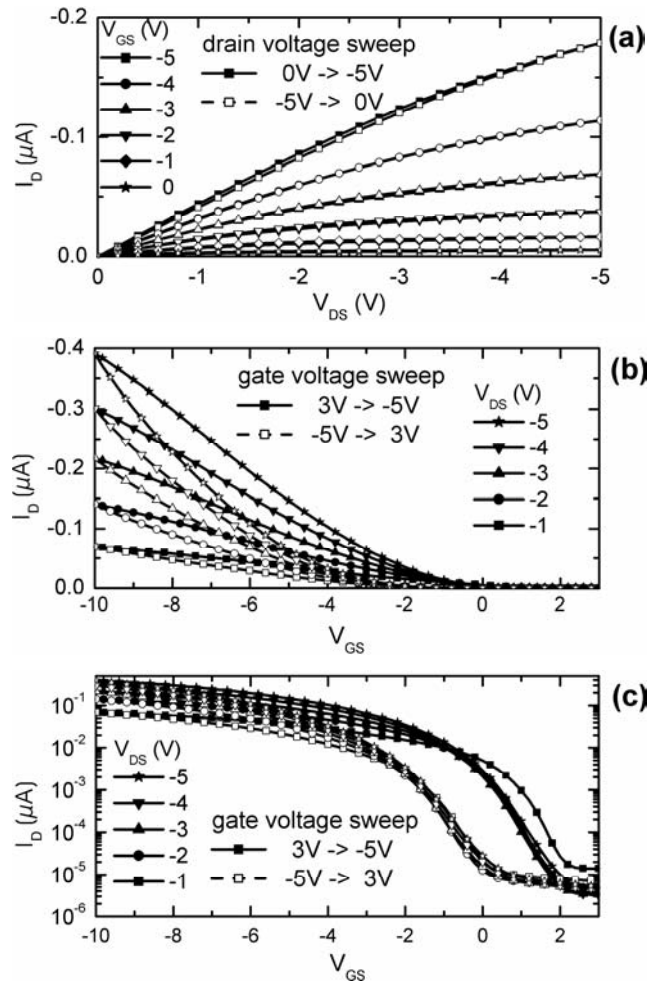 (a)
V_GS (V)
-5
-4
-3
-2
-1
0
drain voltage sweep
0V -> -5V
-5V -> 0V
-0.2
-0.1
0.0
I_D (μA)
0 -1 -2 -3 -4 -5
V_DS (V)
(b)
gate voltage sweep
3V -> -5V
-5V -> 3V
V_DS (V)
-5
-4
-3
-2
-1
-0.4
-0.3
-0.2
-0.1
0.0
I_D (μA)
-10 -8 -6 -4 -2 0 2
V_GS
(c)
V_DS (V)
-5
-4
-3
-2
-1
gate voltage sweep
3V -> -5V
-5V -> 3V
10^-1
10^-2
10^-3
10^-4
10^-5
10^-6
I_D (μA)
-10 -8 -6 -4 -2 0 2
V_GS